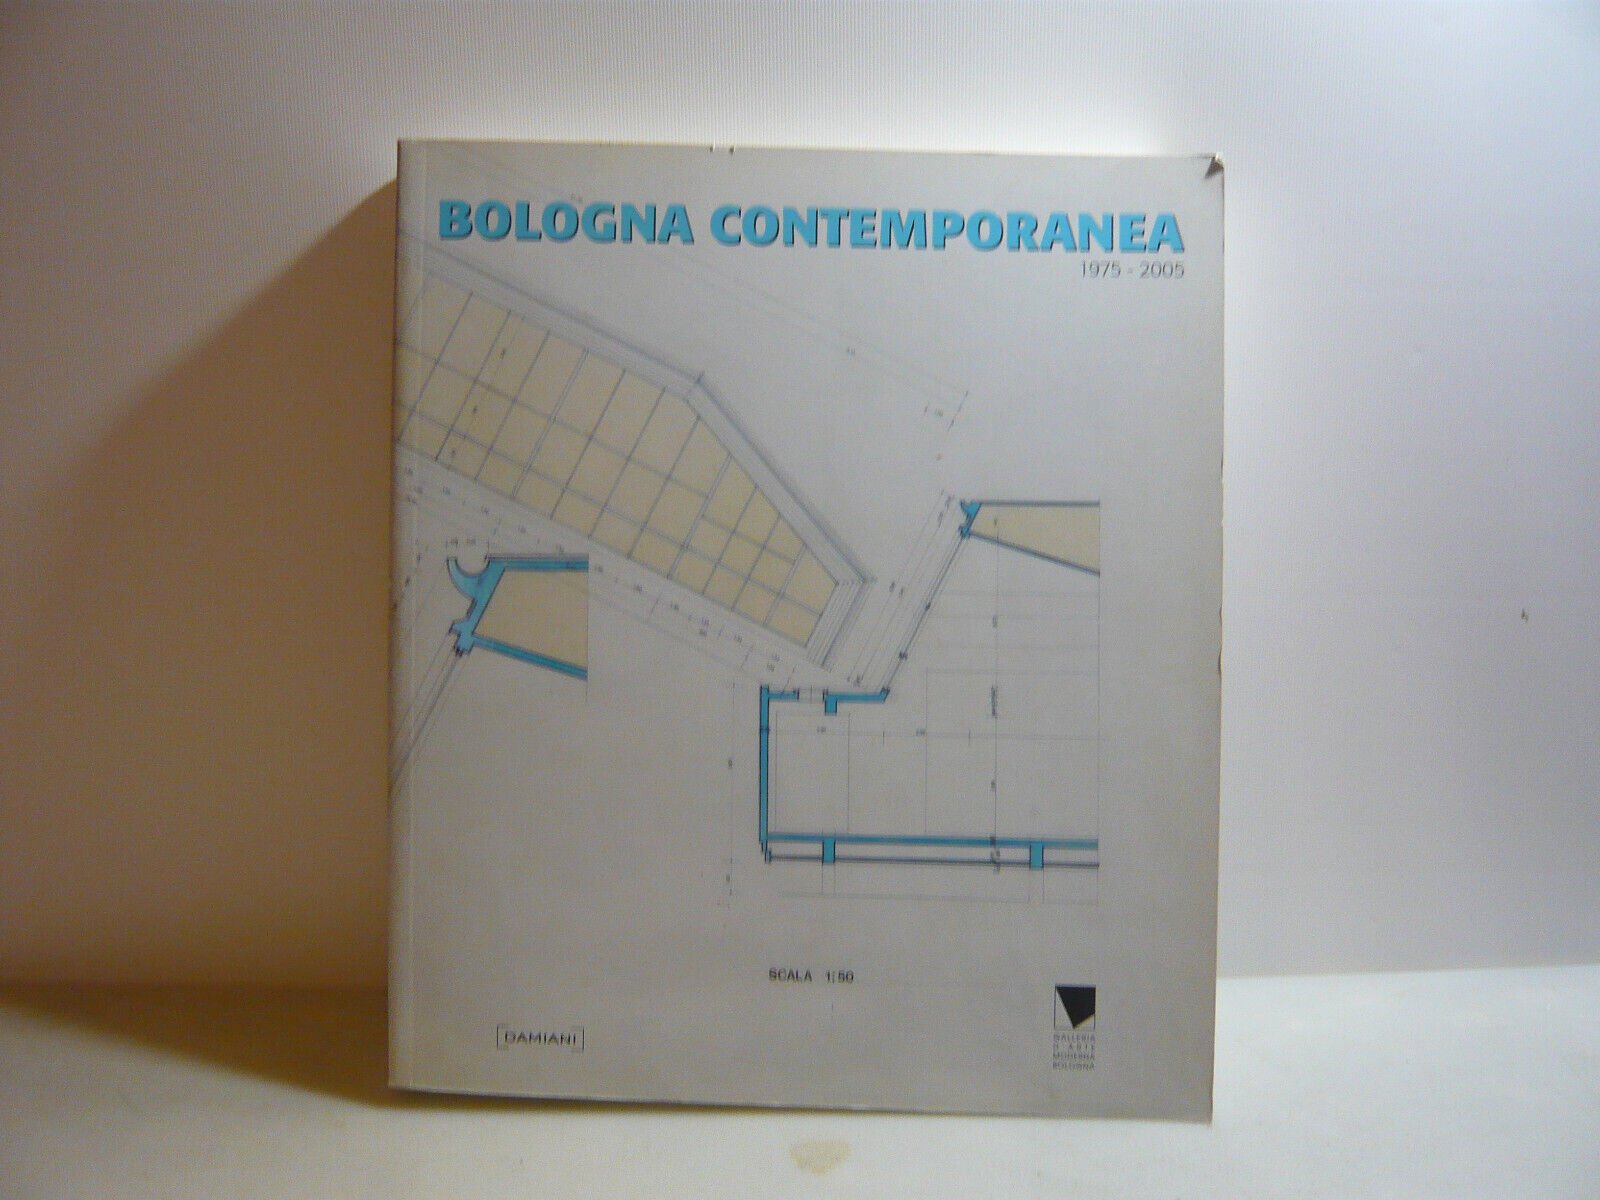 BOLOGNA CONTEMPORANEA
1975 - 2005
SCALA 1:50
DAMIANI
GALLERIA
D'ARTE
MODERNA
BOLOGNA